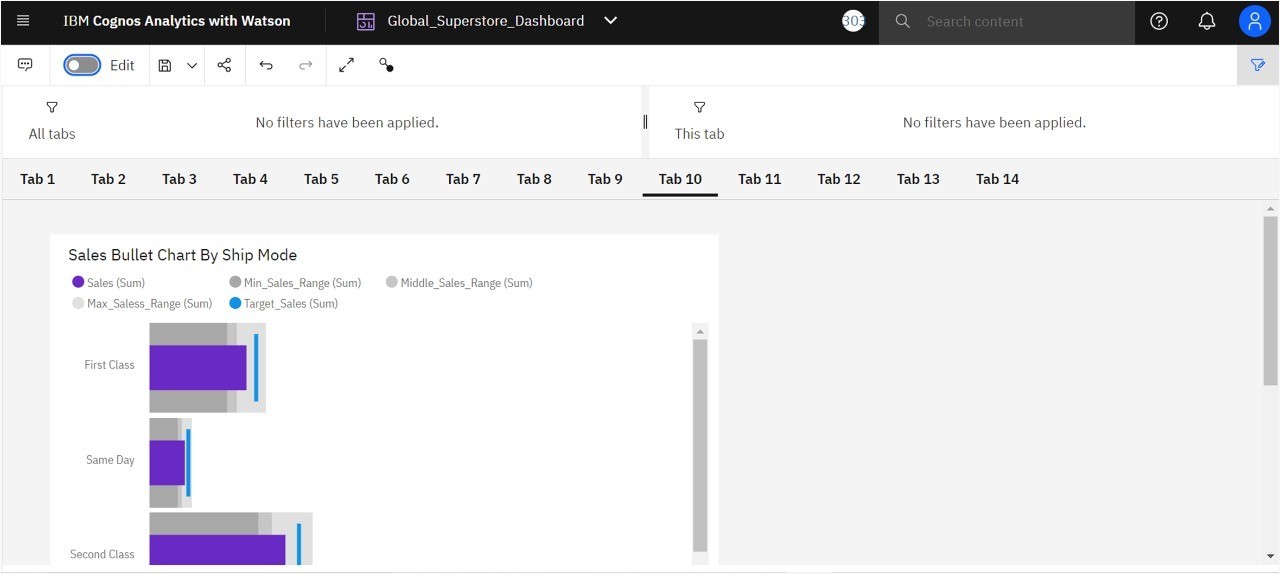 IBM Cognos Analytics with Watson Global_Superstore_Dashboard 303 Search content
Edit
All tabs No filters have been applied. This tab No filters have been applied.
Tab 1 Tab 2 Tab 3 Tab 4 Tab 5 Tab 6 Tab 7 Tab 8 Tab 9 Tab 10 Tab 11 Tab 12 Tab 13 Tab 14
Sales Bullet Chart By Ship Mode
Sales (Sum) Min_Sales_Range (Sum) Middle_Sales_Range (Sum)
Max_Saless_Range (Sum) Target_Sales (Sum)
First Class
Same Day
Second Class